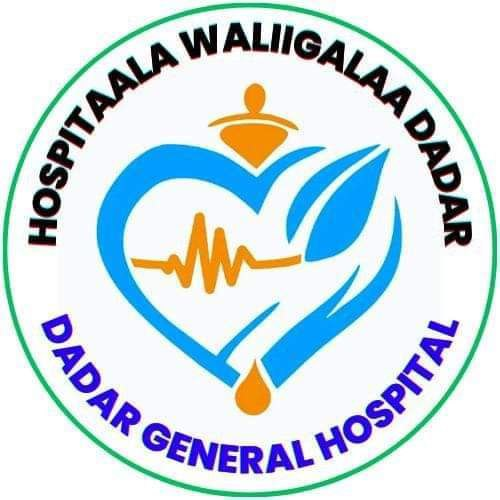 HOSPITAALA WALIIGALAA DADAR
DADAR GENERAL HOSPITAL